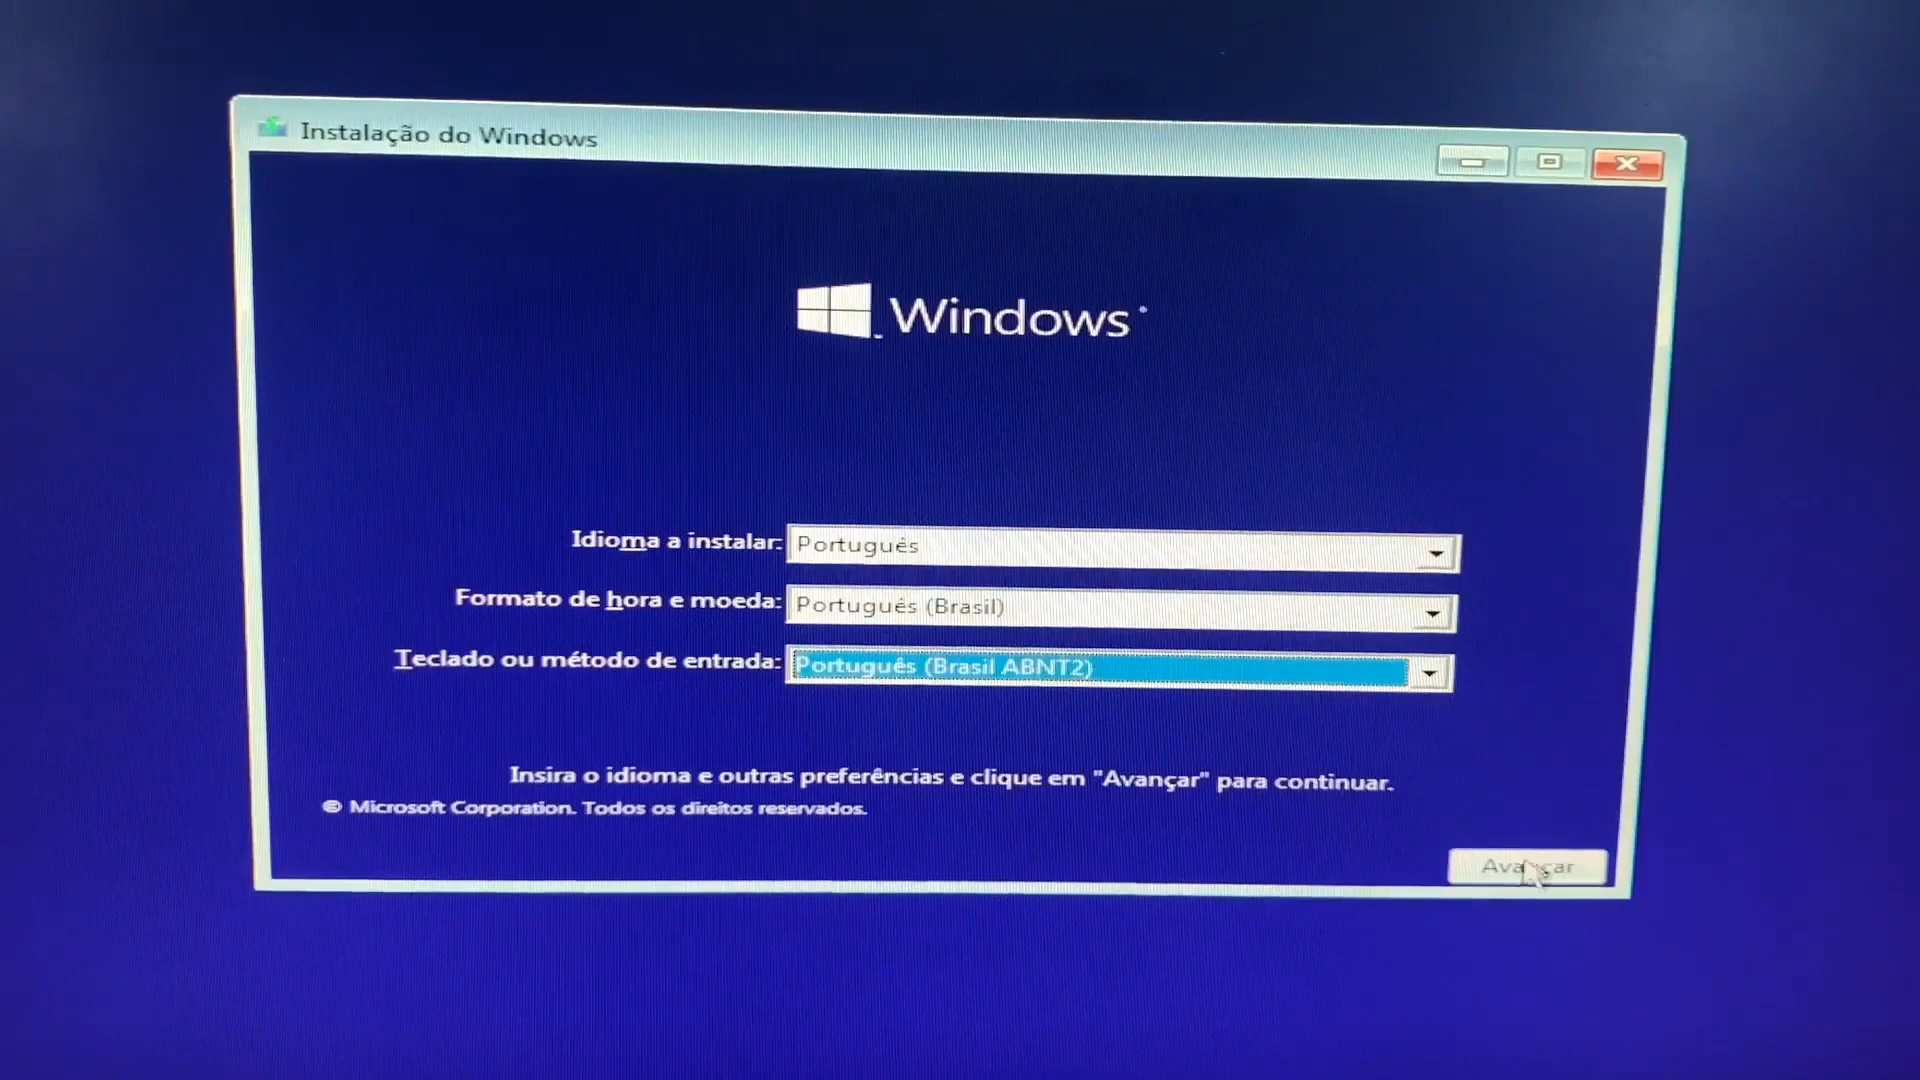 Instalação do Windows
Windows
Idioma a instalar: Português
Formato de hora e moeda: Português (Brasil)
Teclado ou método de entrada: Português (Brasil ABNT2)
Insira o idioma e outras preferências e clique em "Avançar" para continuar.
© Microsoft Corporation. Todos os direitos reservados.
Avançar